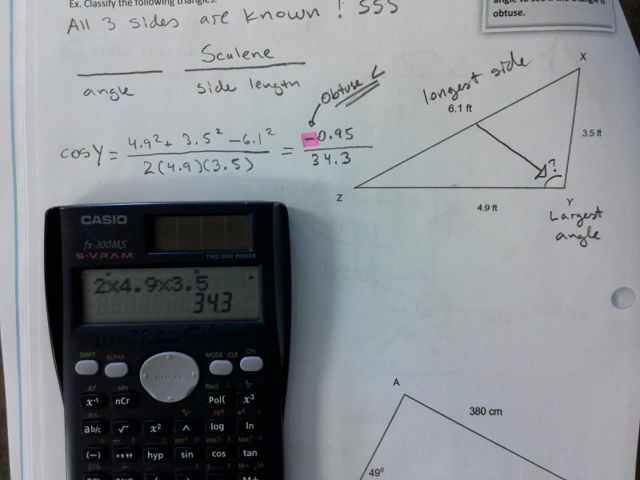 Ex. Classify the following triangles.
All 3 sides are known ! SSS
obtuse.
Scalene
angle
side length
Obtuse ∠
cosY = 4.9² + 3.5² - 6.1² / 2(4.9)(3.5) = -0.95 / 34.3
longest side
6.1 ft
X
3.5 ft
?
Z
4.9 ft
Y
Largest
angle
CASIO
fx-300MS
S-V.P.A.M.
TWO WAY POWER
2×4.9×3.5
34.3
SHIFT
ALPHA
MODE CLR
ON
x⁻¹
nCr
Pol(
x³
ab/c
√
x²
^
log
ln
(-)
hyp
sin
cos
tan
STO
M+
A
380 cm
49°